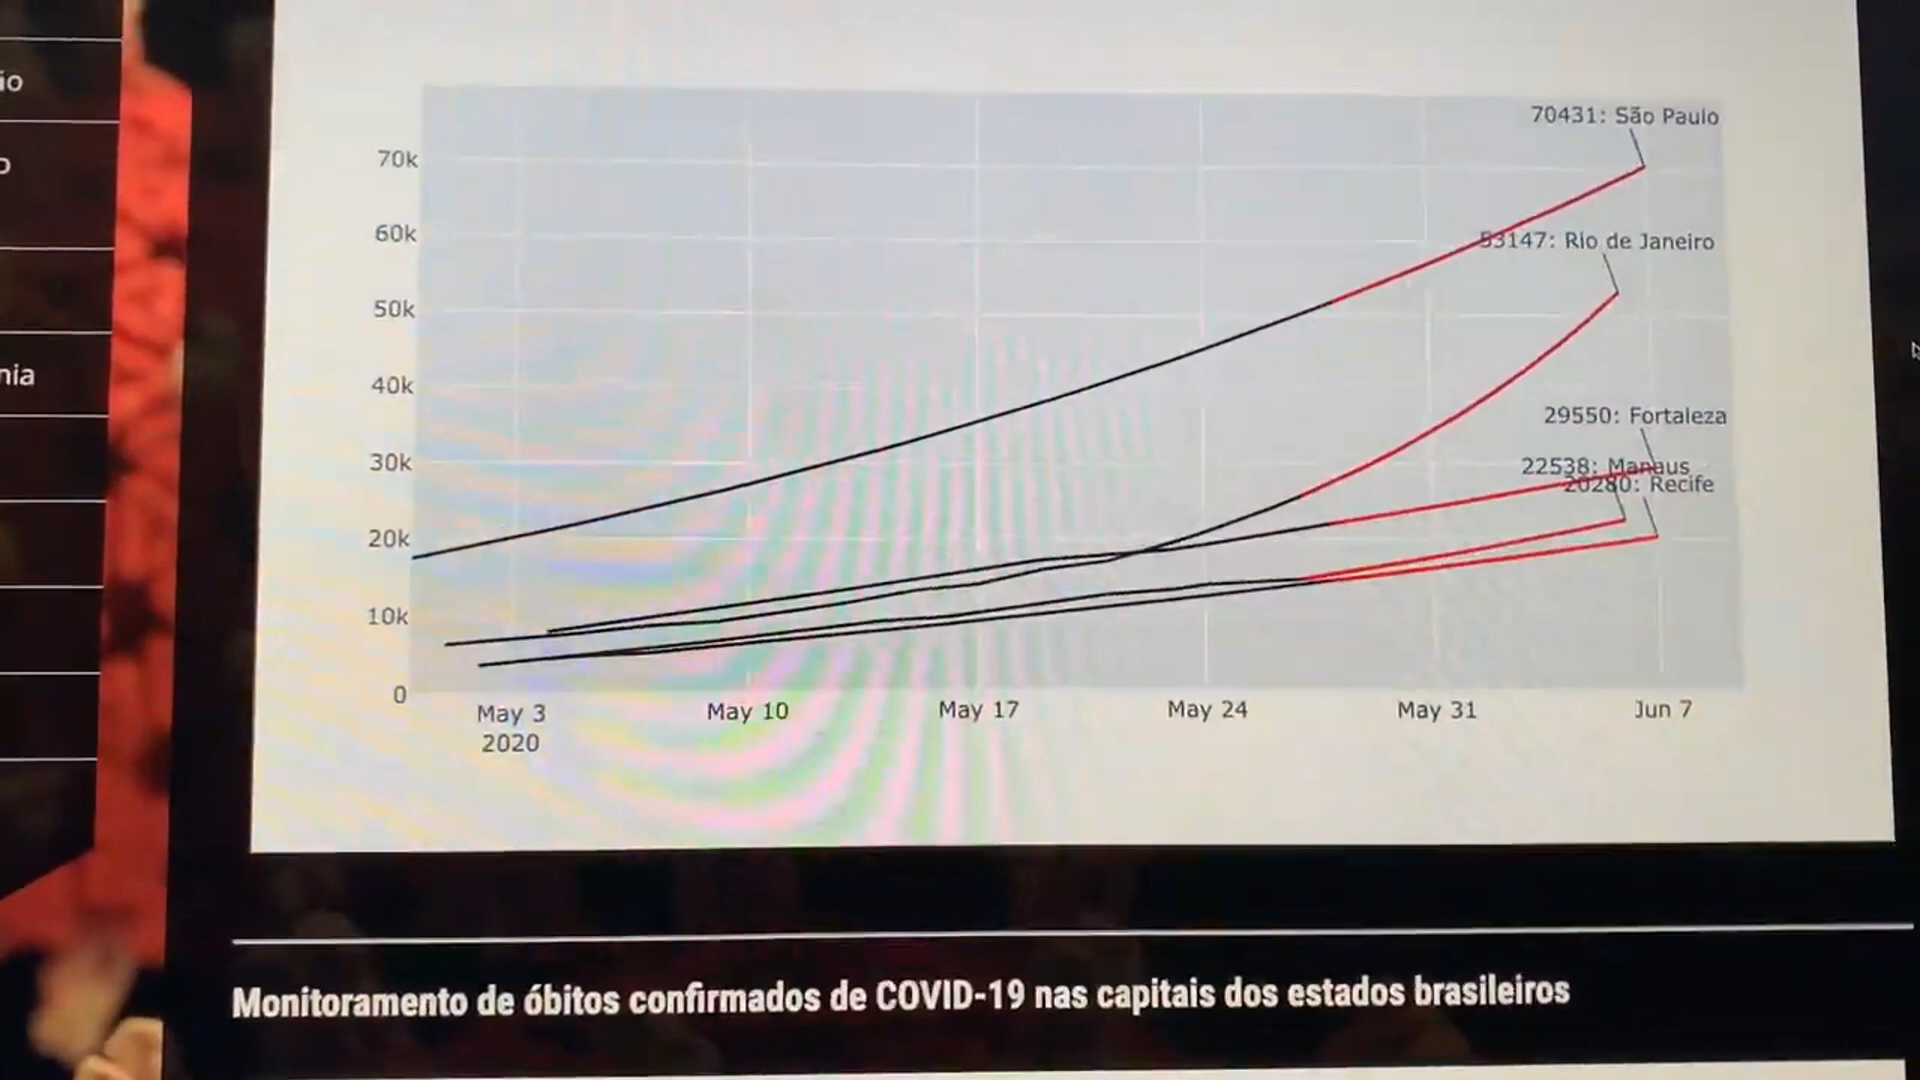 ão
o
nia
70431: São Paulo
70k
60k
53147: Rio de Janeiro
50k
40k
29550: Fortaleza
30k
22538: Manaus
20280: Recife
20k
10k
0
May 3 May 10 May 17 May 24 May 31 Jun 7
2020
Monitoramento de óbitos confirmados de COVID-19 nas capitais dos estados brasileiros